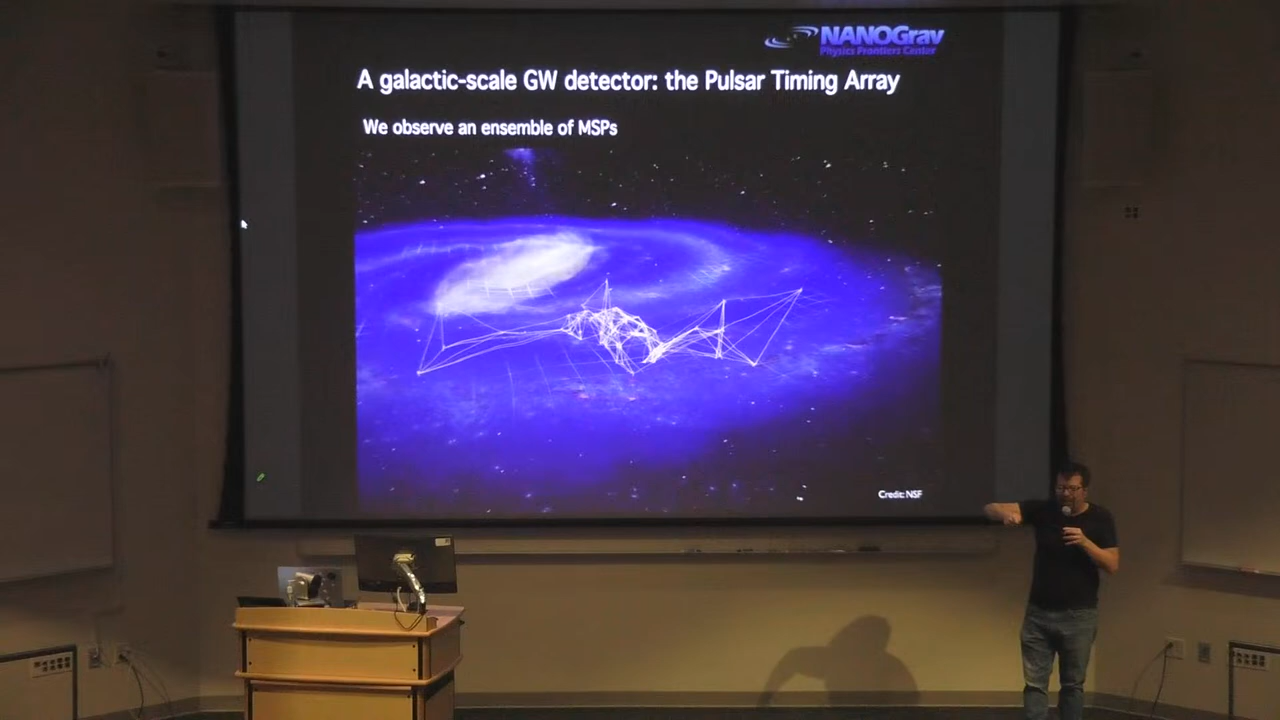 NANOGrav
Physics Frontiers Center
A galactic-scale GW detector: the Pulsar Timing Array
We observe an ensemble of MSPs
Credit: NSF